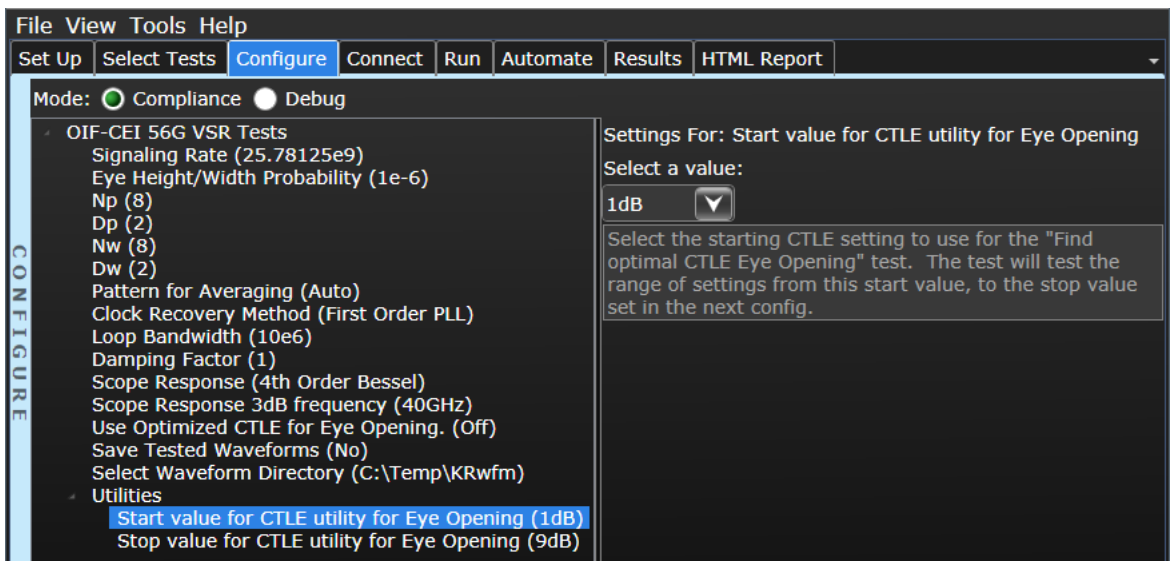 File View Tools Help
Set Up Select Tests Configure Connect Run Automate Results HTML Report
Mode: Compliance Debug
CONFIGURE
OIF-CEI 56G VSR Tests
Signaling Rate (25.78125e9)
Eye Height/Width Probability (1e-6)
Np (8)
Dp (2)
Nw (8)
Dw (2)
Pattern for Averaging (Auto)
Clock Recovery Method (First Order PLL)
Loop Bandwidth (10e6)
Damping Factor (1)
Scope Response (4th Order Bessel)
Scope Response 3dB frequency (40GHz)
Use Optimized CTLE for Eye Opening. (Off)
Save Tested Waveforms (No)
Select Waveform Directory (C:\Temp\KRwfm)
Utilities
Start value for CTLE utility for Eye Opening (1dB)
Stop value for CTLE utility for Eye Opening (9dB)
Settings For: Start value for CTLE utility for Eye Opening
Select a value:
1dB
Select the starting CTLE setting to use for the "Find
optimal CTLE Eye Opening" test.  The test will test the
range of settings from this start value, to the stop value
set in the next config.